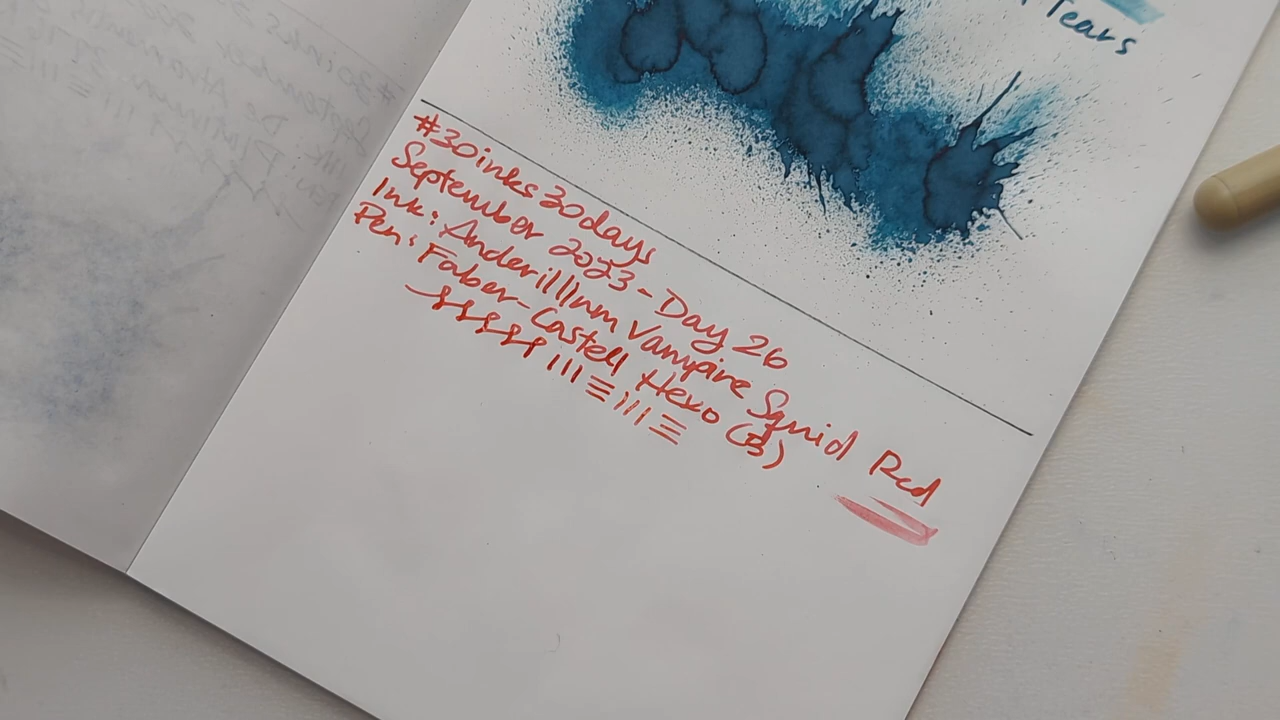 Tears
#30inks30days
September 2023 - Day 26
Ink: Anderillium Vampire Squid Red
Pen: Faber-Castell Hexo (B)